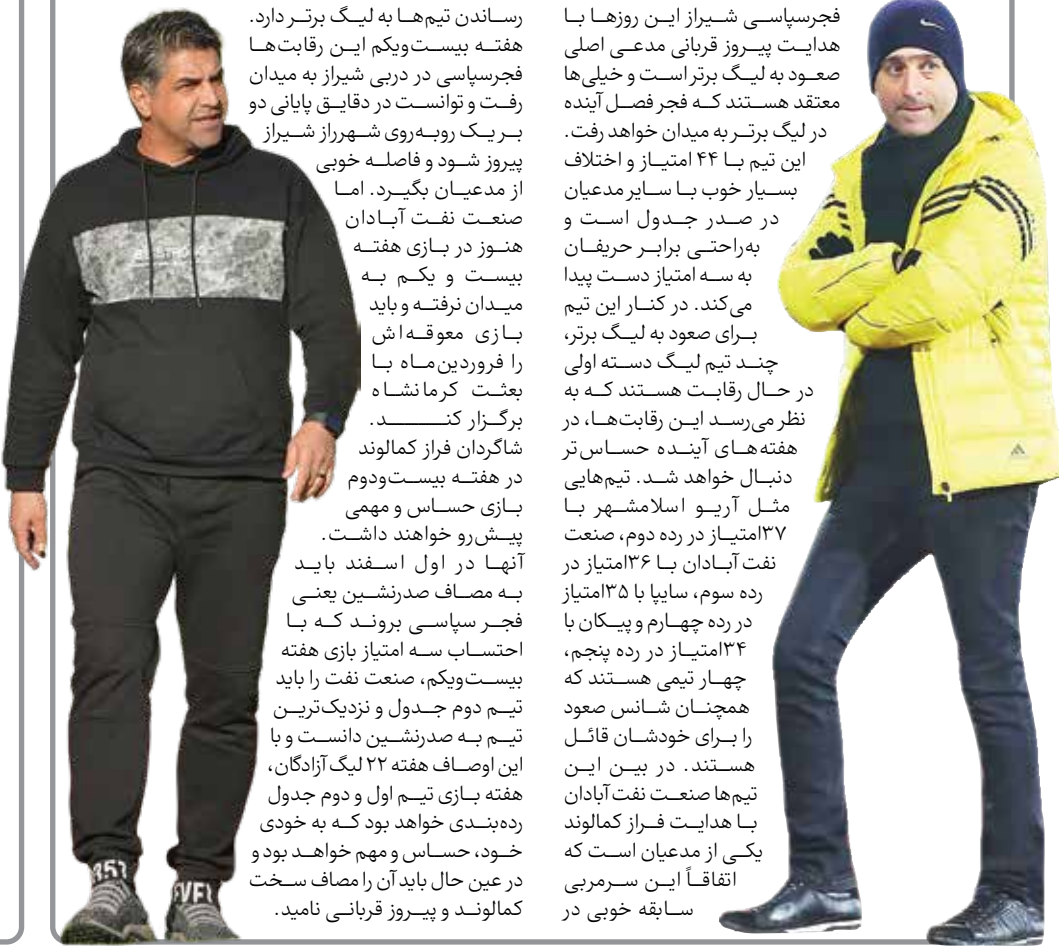 فجرسپاسی شیراز این روزها با
هدایت پیروز قربانی مدعی اصلی
صعود به لیگ برتر است و خیلی‌ها
معتقد هستند که فجر فصل آینده
در لیگ برتر به میدان خواهد رفت.
این تیم با ۴۴ امتیاز و اختلاف
بسیار خوب با سایر مدعیان
در صدر جدول است و
به‌راحتی برابر حریفان
به سه امتیاز دست پیدا
می‌کند. در کنار این تیم
برای صعود به لیگ برتر،
چند تیم لیگ دسته اولی
در حال رقابت هستند که به
نظر می‌رسد این رقابت‌ها، در
هفته‌های آینده حساس‌تر
دنبال خواهد شد. تیم‌هایی
مثل آریو اسلامشهر با
۳۷امتیاز در رده دوم، صنعت
نفت آبادان با ۳۶امتیاز در
رده سوم، سایپا با ۳۵امتیاز
در رده چهارم و پیکان با
۳۴امتیاز در رده پنجم،
چهار تیمی هستند که
همچنان شانس صعود
را برای خودشان قائل
هستند. در بین این
تیم‌ها صنعت نفت آبادان
با هدایت فراز کمالوند
یکی از مدعیان است که
اتفاقاً این سرمربی
سابقه خوبی در
رساندن تیم‌ها به لیگ برتر دارد.
هفته بیست‌ویکم این رقابت‌ها
فجرسپاسی در دربی شیراز به میدان
رفت و توانست در دقایق پایانی دو
بر یک روبه‌روی شهرراز شیراز
پیروز شود و فاصله خوبی
از مدعیان بگیرد. اما
صنعت نفت آبادان
هنوز در بازی هفته
بیست و یکم به
میدان نرفته و باید
بازی معوقه‌اش
را فروردین‌ماه با
بعثت کرمانشاه
برگزار کند.
شاگردان فراز کمالوند
در هفته بیست‌ودوم
بازی حساس و مهمی
پیش‌رو خواهند داشت.
آنها در اول اسفند باید
به مصاف صدرنشین یعنی
فجر سپاسی بروند که با
احتساب سه امتیاز بازی هفته
بیست‌ویکم، صنعت نفت را باید
تیم دوم جدول و نزدیک‌ترین
تیم به صدرنشین دانست و با
این اوصاف هفته ۲۲ لیگ آزادگان،
هفته بازی تیم اول و دوم جدول
رده‌بندی خواهد بود که به خودی
خود، حساس و مهم خواهد بود و
در عین حال باید آن را مصاف سخت
کمالوند و پیروز قربانی نامید.